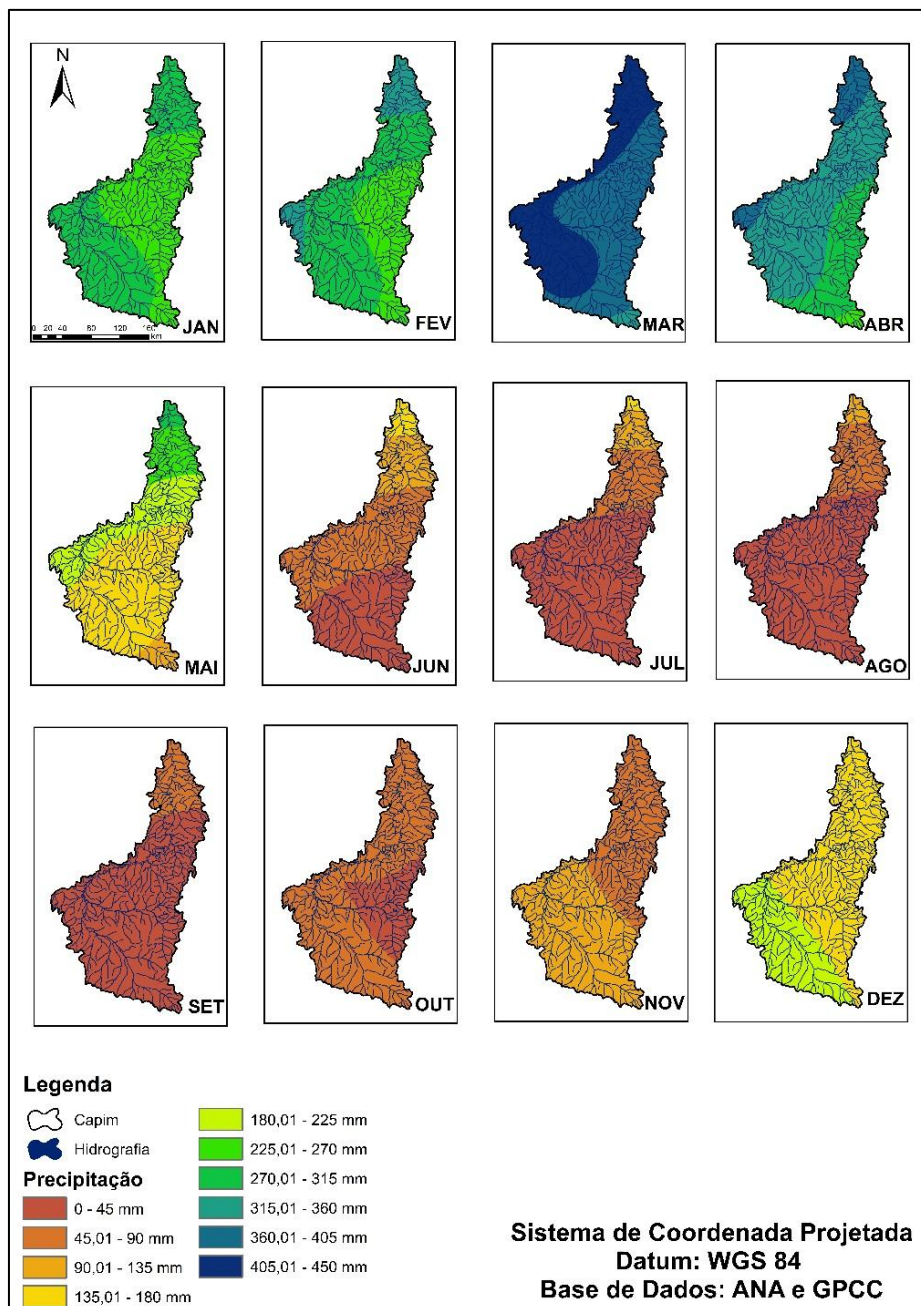 N
JAN
0 20 40 80 120 160
km
FEV
MAR
ABR
MAI
JUN
JUL
AGO
SET
OUT
NOV
DEZ
Legenda
Capim
Hidrografia
Precipitação
0 - 45 mm
45,01 - 90 mm
90,01 - 135 mm
135,01 - 180 mm
180,01 - 225 mm
225,01 - 270 mm
270,01 - 315 mm
315,01 - 360 mm
360,01 - 405 mm
405,01 - 450 mm
Sistema de Coordenada Projetada
Datum: WGS 84
Base de Dados: ANA e GPCC